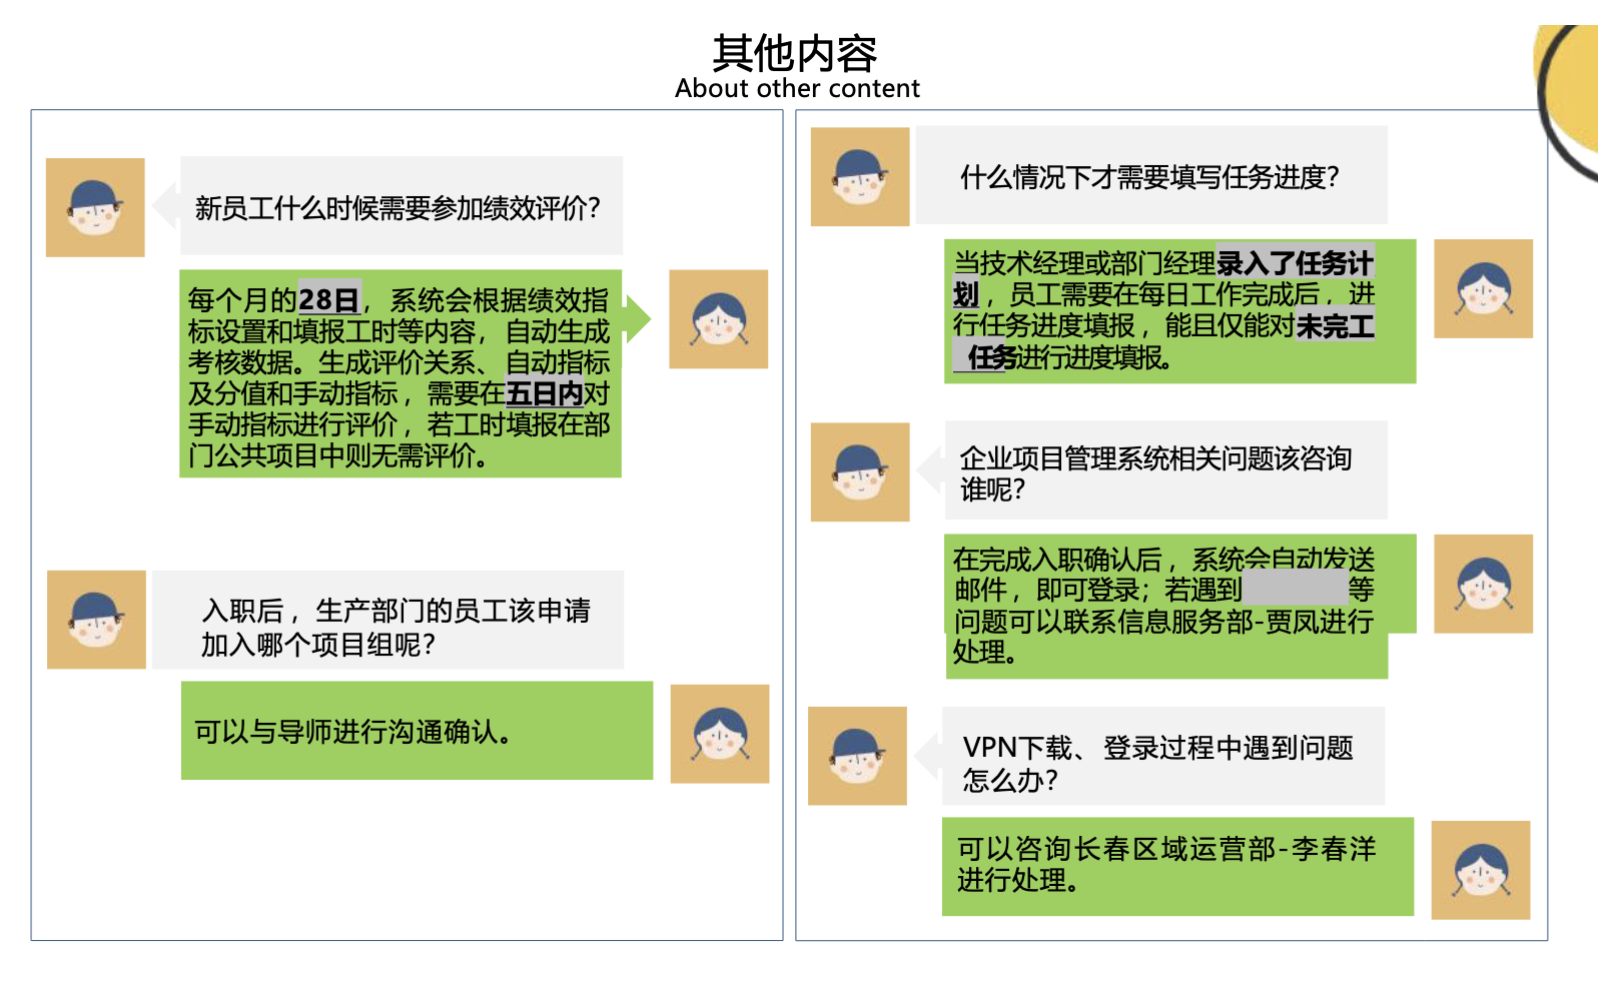 其他内容
About other content
新员工什么时候需要参加绩效评价？
每个月的28日，系统会根据绩效指
标设置和填报工时等内容，自动生成
考核数据。生成评价关系、自动指标
及分值和手动指标，需要在五日内对
手动指标进行评价，若工时填报在部
门公共项目中则无需评价。
入职后，生产部门的员工该申请
加入哪个项目组呢？
可以与导师进行沟通确认。
什么情况下才需要填写任务进度？
当技术经理或部门经理录入了任务计
划，员工需要在每日工作完成后，进
行任务进度填报，能且仅能对未完工
任务进行进度填报。
企业项目管理系统相关问题该咨询
谁呢？
在完成入职确认后，系统会自动发送
邮件，即可登录；若遇到 等
问题可以联系信息服务部-贾凤进行
处理。
VPN下载、登录过程中遇到问题
怎么办？
可以咨询长春区域运营部-李春洋
进行处理。